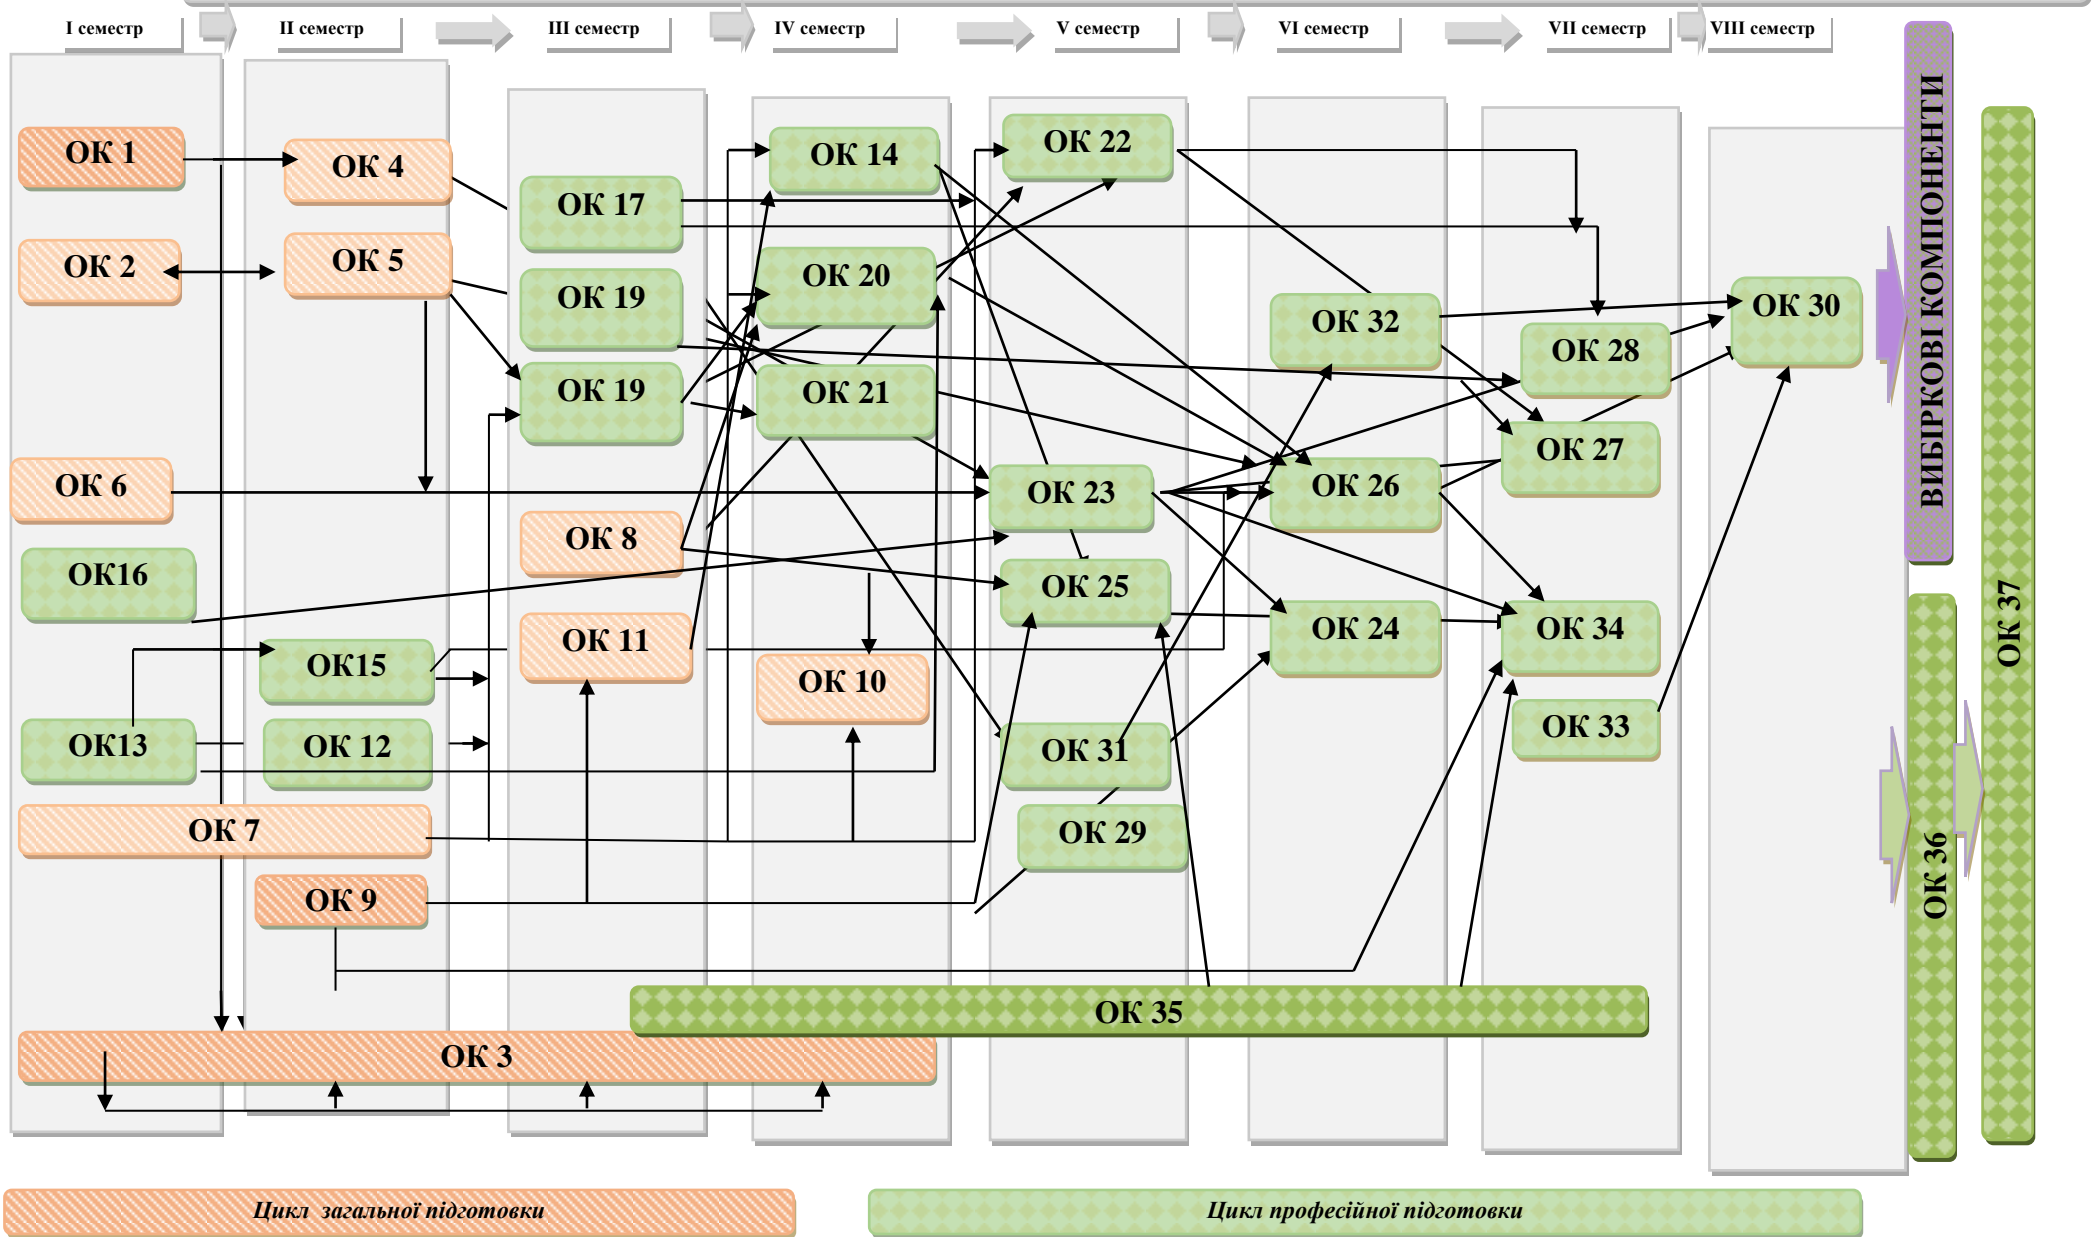 I семестр
II семестр
III семестр
IV семестр
V семестр
VI семестр
VII семестр
VIII семестр
ОК 1
ОК 2
ОК 6
ОК16
ОК13
ОК 7
ОК 4
ОК 5
ОК15
ОК 12
ОК 9
ОК 3
ОК 17
ОК 19
ОК 19
ОК 8
ОК 11
ОК 14
ОК 20
ОК 21
ОК 10
ОК 22
ОК 23
ОК 25
ОК 31
ОК 29
ОК 35
ОК 32
ОК 26
ОК 24
ОК 28
ОК 27
ОК 34
ОК 33
ОК 30
ВИБІРКОВІ КОМПОНЕНТИ
ОК 36
ОК 37
Цикл загальної підготовки
Цикл професійної підготовки